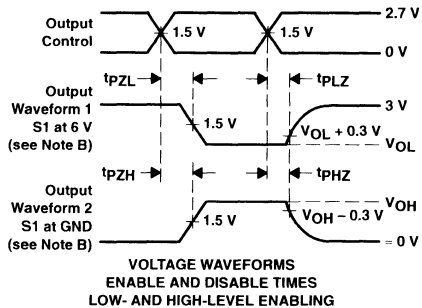 Output
Control
1.5 V
1.5 V
2.7 V
0 V
tPZL
tPLZ
Output
Waveform 1
S1 at 6 V
(see Note B)
1.5 V
3 V
VOL + 0.3 V
VOL
tPZH
tPHZ
Output
Waveform 2
S1 at GND
(see Note B)
1.5 V
VOH
VOH − 0.3 V
≈ 0 V
VOLTAGE WAVEFORMS
ENABLE AND DISABLE TIMES
LOW- AND HIGH-LEVEL ENABLING